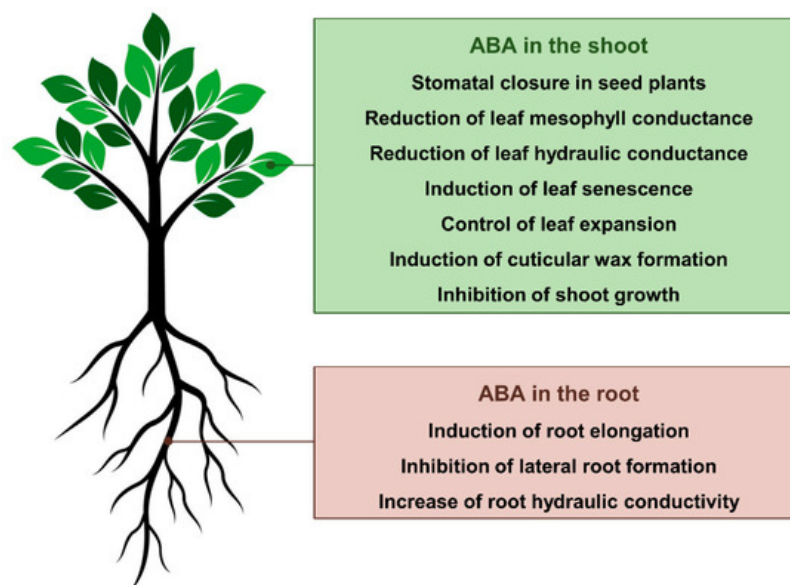 ABA in the shoot
Stomatal closure in seed plants
Reduction of leaf mesophyll conductance
Reduction of leaf hydraulic conductance
Induction of leaf senescence
Control of leaf expansion
Induction of cuticular wax formation
Inhibition of shoot growth
ABA in the root
Induction of root elongation
Inhibition of lateral root formation
Increase of root hydraulic conductivity